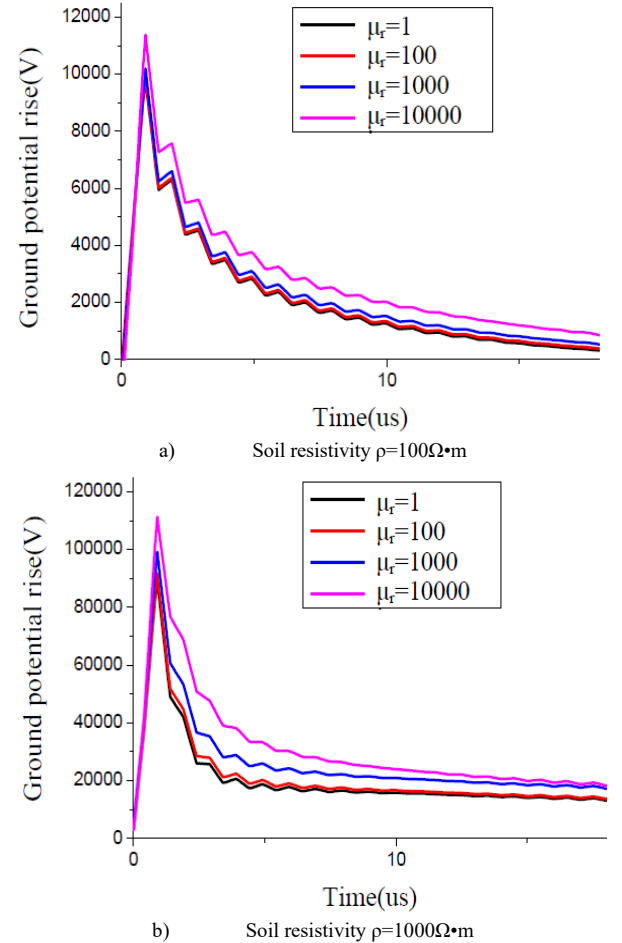 12000
10000
8000
6000
4000
2000
0
Ground potential rise(V)
μr=1
μr=100
μr=1000
μr=10000
0 10
Time(us)
a) Soil resistivity ρ=100Ω•m
120000
100000
80000
60000
40000
20000
0
Ground potential rise(V)
μr=1
μr=100
μr=1000
μr=10000
0 10
Time(us)
b) Soil resistivity ρ=1000Ω•m